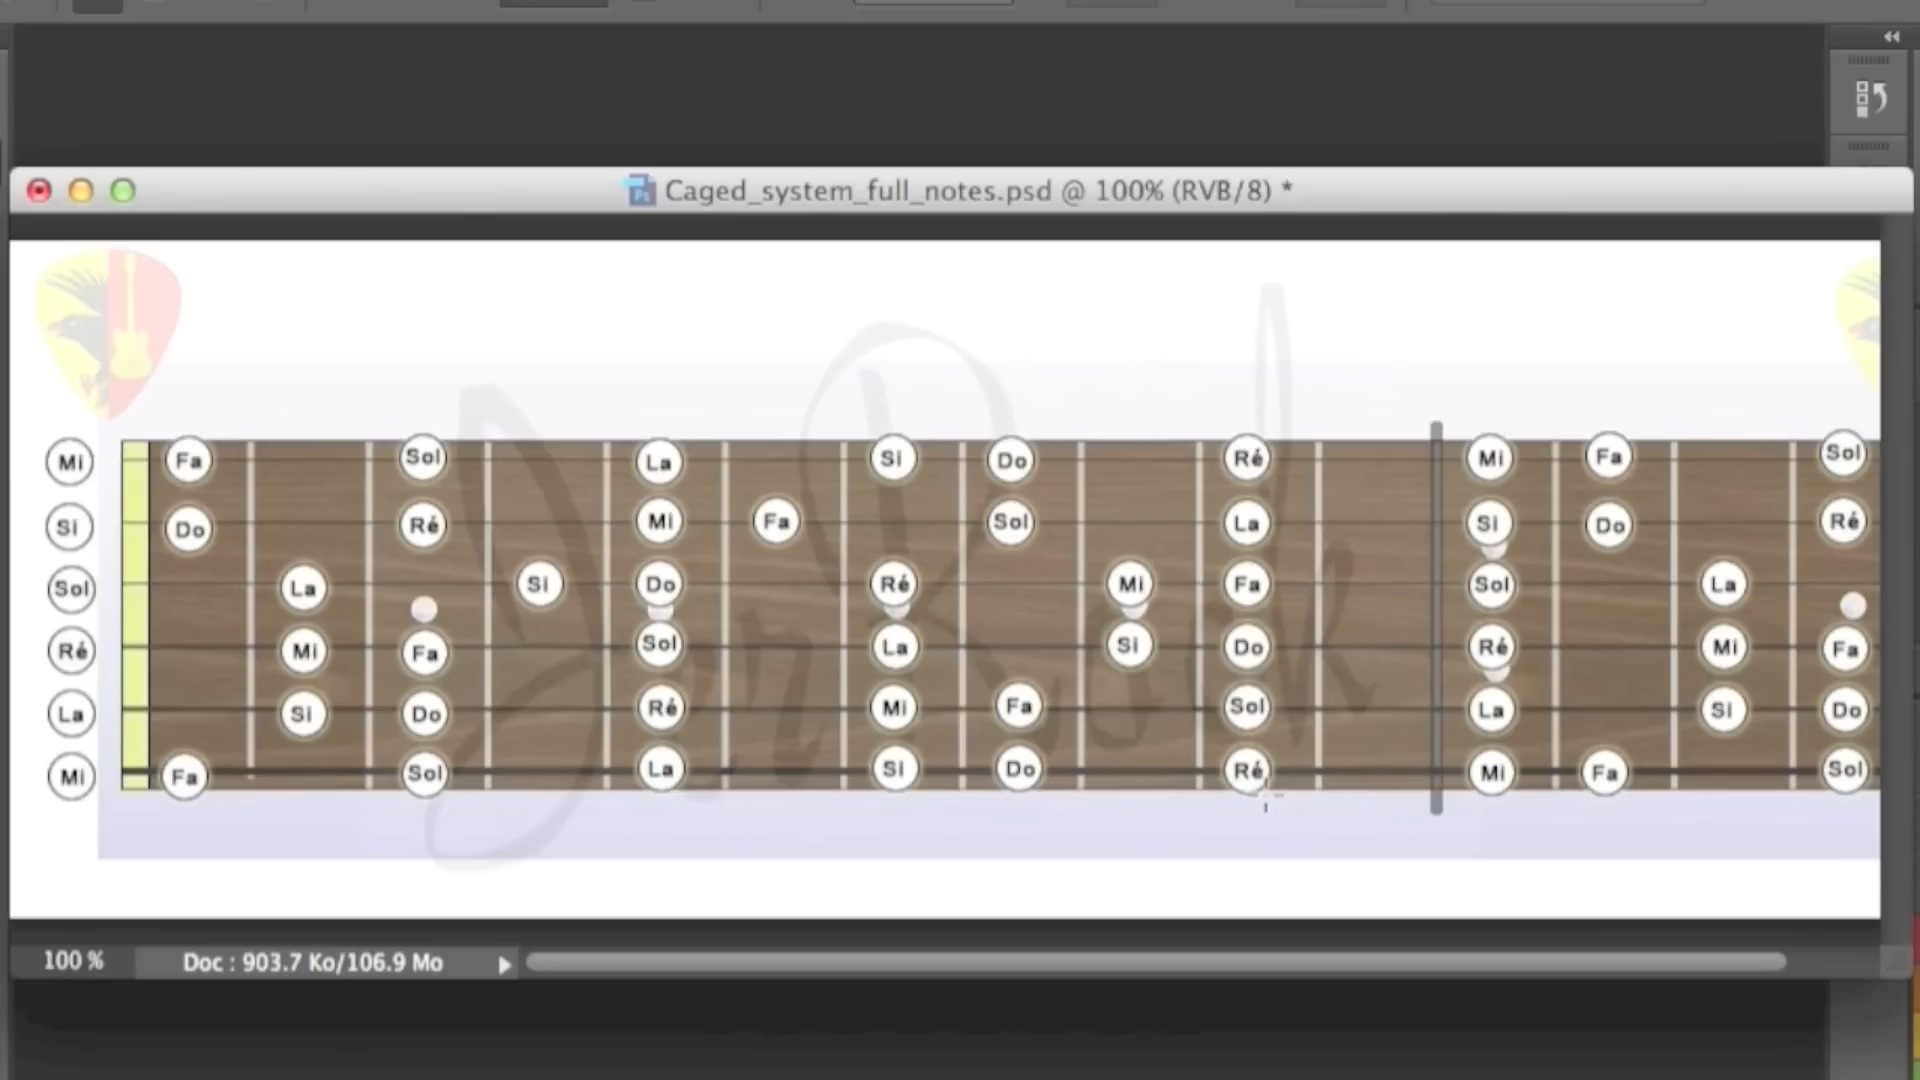 Caged_system_full_notes.psd @ 100% (RVB/8) *
JerRock
Mi Fa Sol La Si Do Ré Mi Fa Sol
Si Do Ré Mi Fa Sol La Si Do Ré
Sol La Si Do Ré Mi Fa Sol La
Ré Mi Fa Sol La Si Do Ré Mi Fa
La Si Do Ré Mi Fa Sol La Si Do
Mi Fa Sol La Si Do Ré Mi Fa Sol
100 % Doc : 903.7 Ko/106.9 Mo